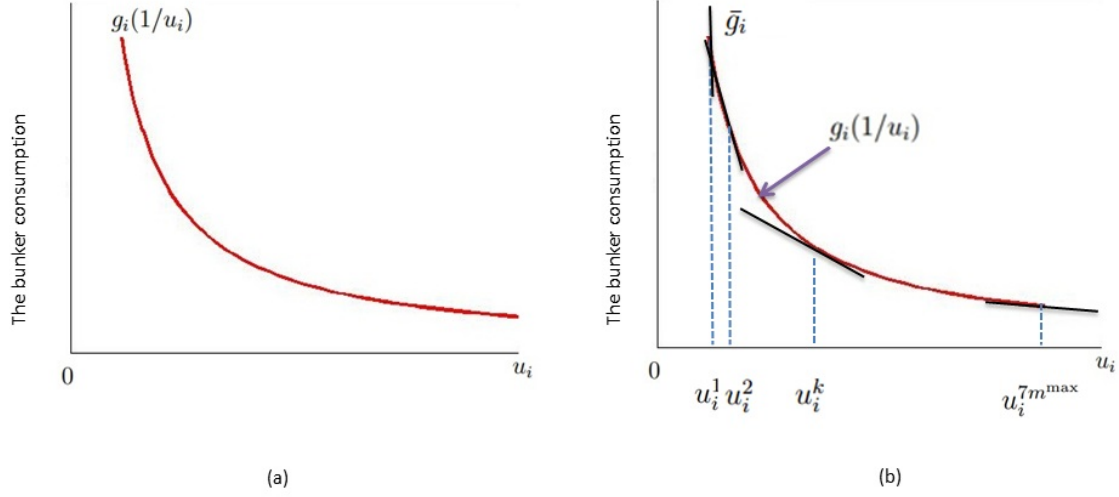 g_i(1/u_i)
The bunker consumption
0
u_i
(a)
ḡ_i
g_i(1/u_i)
The bunker consumption
0
u_i
u_i^1 u_i^2 u_i^k u_i^{7m^{max}}
(b)